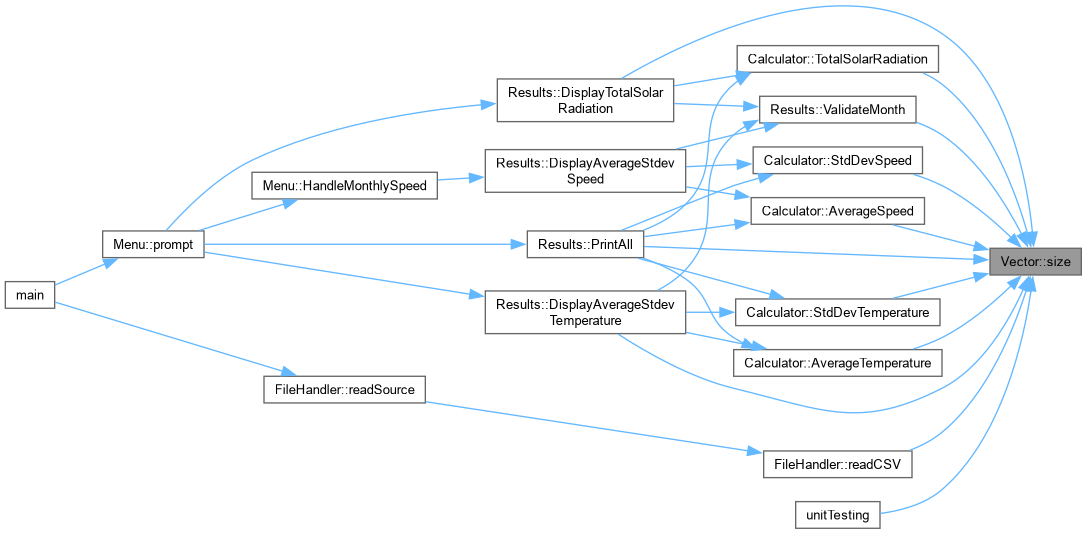 Calculator::TotalSolarRadiation
Results::DisplayTotalSolar
Radiation
Results::ValidateMonth
Calculator::StdDevSpeed
Results::DisplayAverageStdev
Speed
Menu::HandleMonthlySpeed
Calculator::AverageSpeed
Menu::prompt
Results::PrintAll
Vector::size
main
Results::DisplayAverageStdev
Temperature
Calculator::StdDevTemperature
Calculator::AverageTemperature
FileHandler::readSource
FileHandler::readCSV
unitTesting